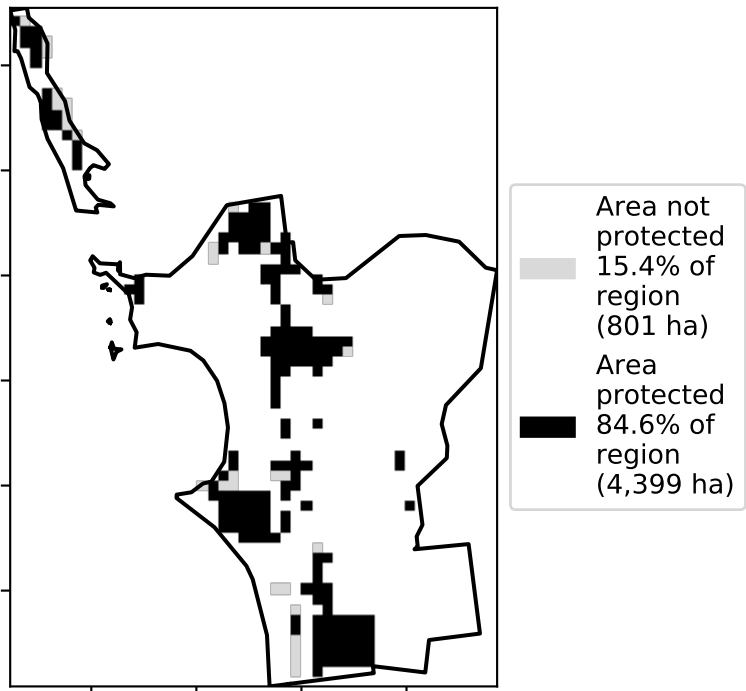 Area not
protected
15.4% of
region
(801 ha)
Area
protected
84.6% of
region
(4,399 ha)